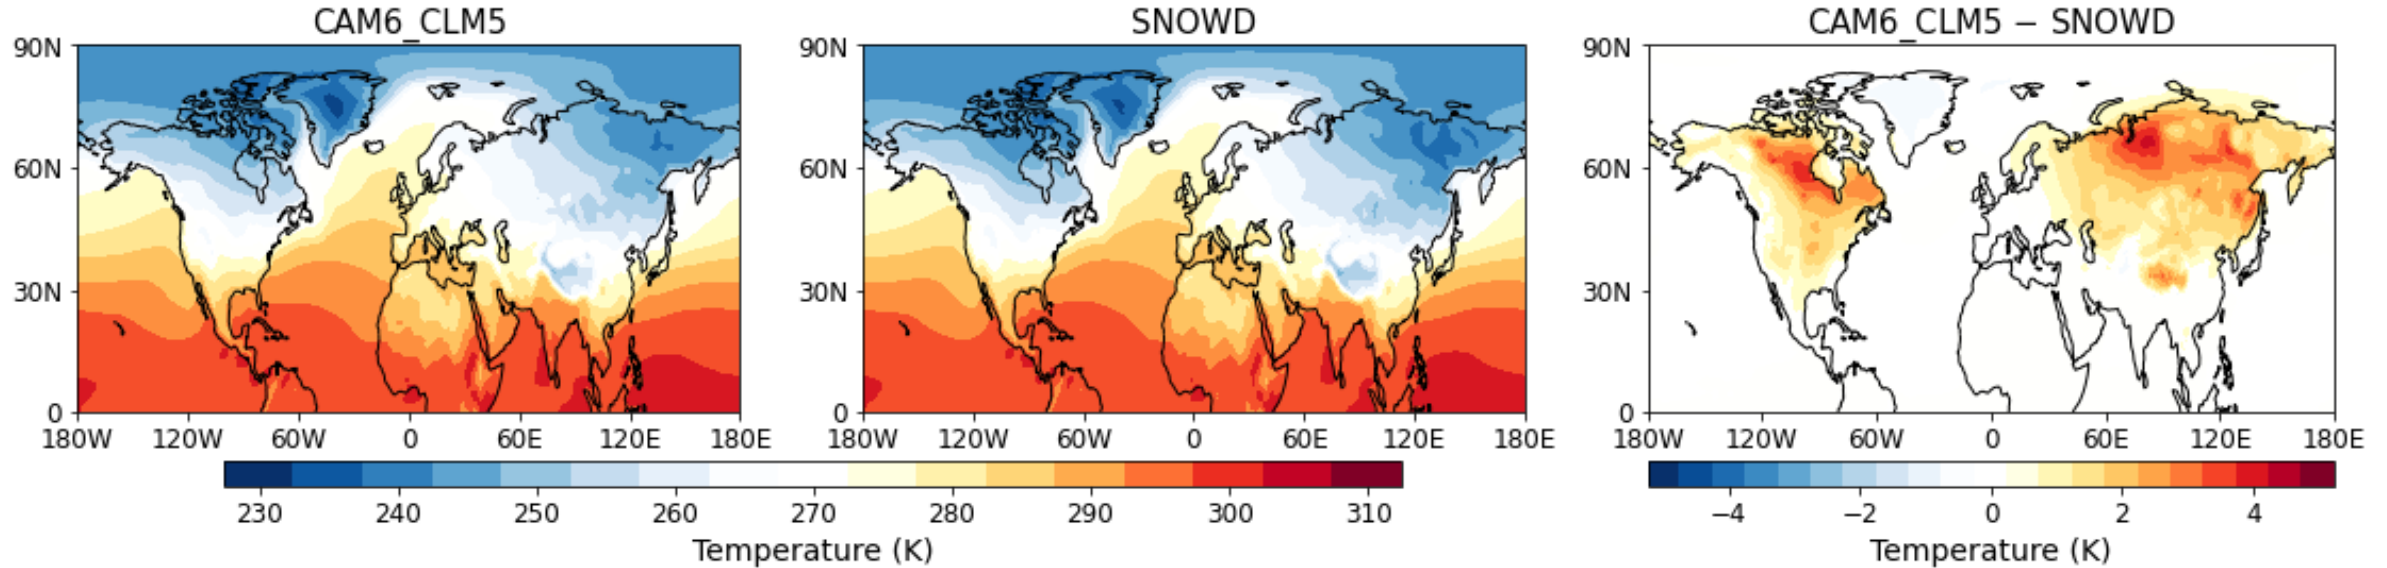 CAM6_CLM5
90N
60N
30N
0
180W 120W 60W 0 60E 120E 180E
SNOWD
90N
60N
30N
0
180W 120W 60W 0 60E 120E 180E
230 240 250 260 270 280 290 300 310
Temperature (K)
CAM6_CLM5 − SNOWD
90N
60N
30N
0
180W 120W 60W 0 60E 120E 180E
−4 −2 0 2 4
Temperature (K)